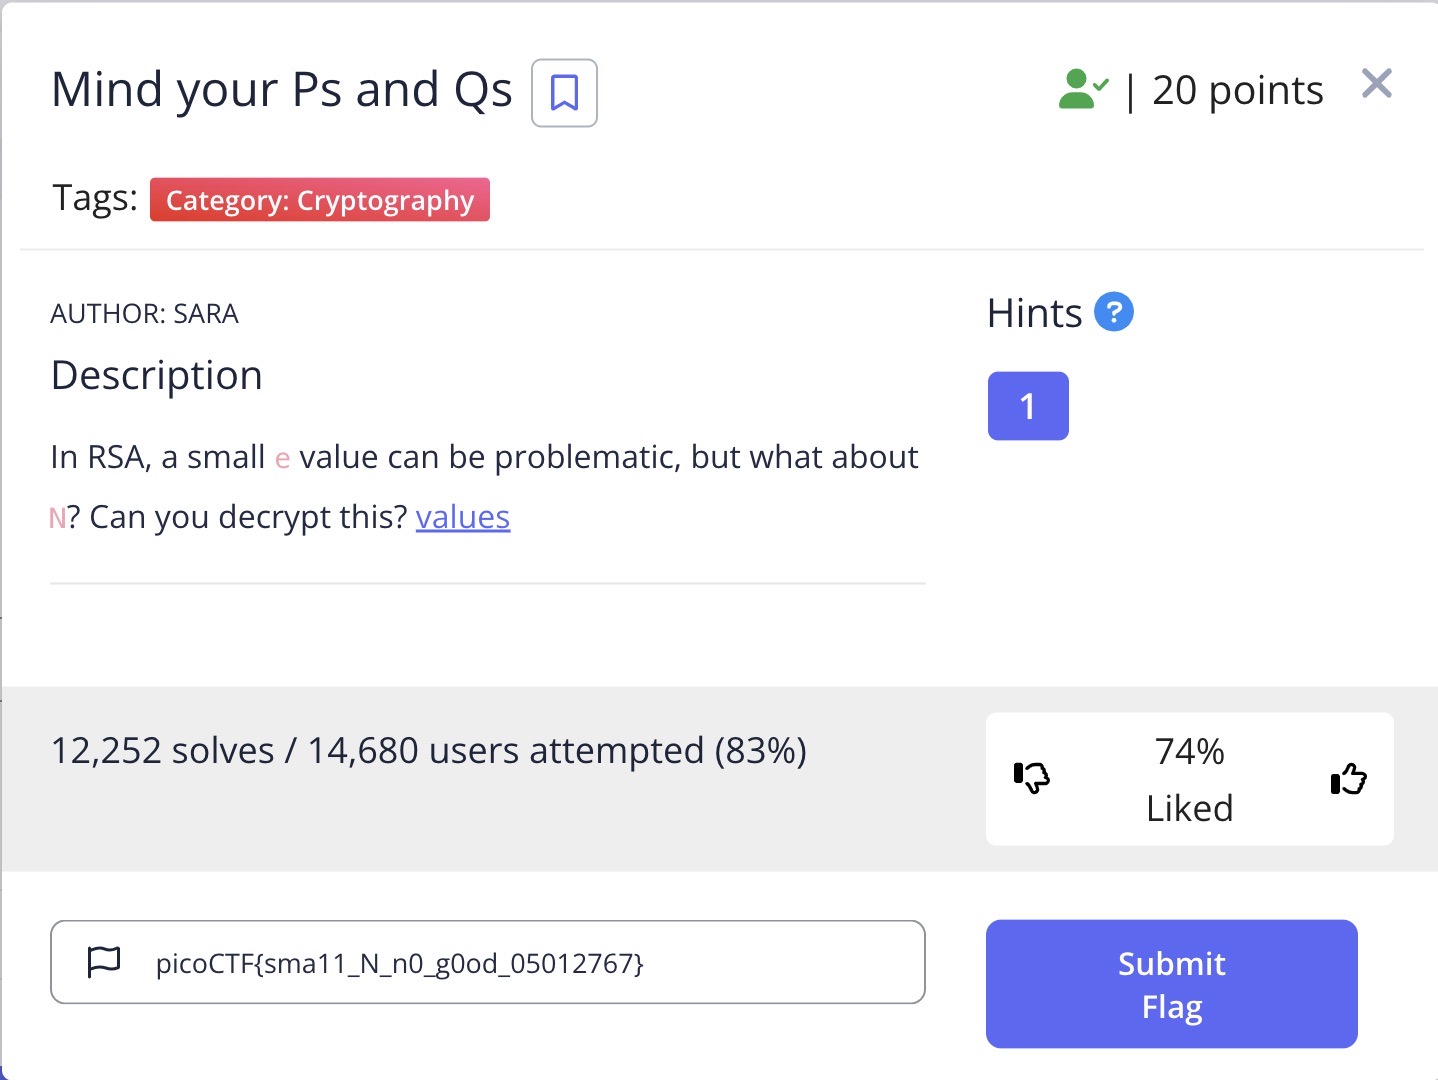 Mind your Ps and Qs
| 20 points
Tags: Category: Cryptography
AUTHOR: SARA
Description
In RSA, a small e value can be problematic, but what about
N? Can you decrypt this? values
Hints ?
1
12,252 solves / 14,680 users attempted (83%)
74%
Liked
picoCTF{sma11_N_n0_g0od_05012767}
Submit
Flag